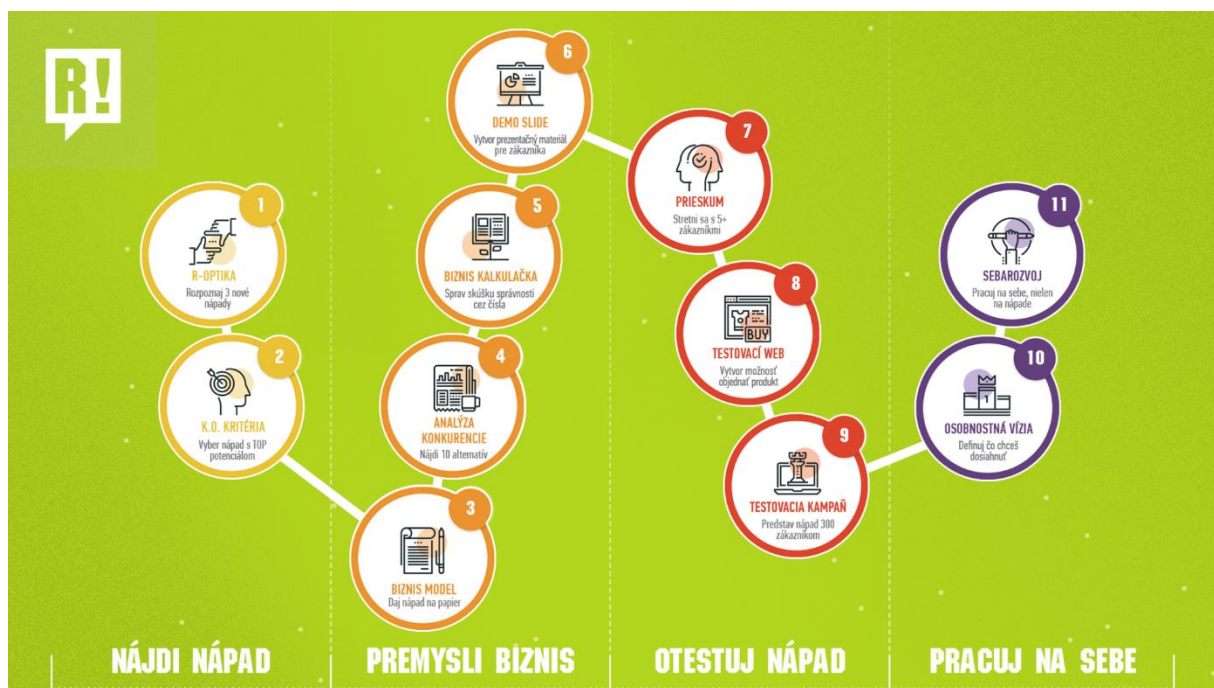 R!
1
R-OPTIKA
Rozpoznaj 3 nové
nápady
2
K.O. KRITÉRIA
Vyber nápad s TOP
potenciálom
3
BIZNIS MODEL
Daj nápad na papier
4
ANALÝZA
KONKURENCIE
Nájdi 10 alternatív
5
BIZNIS KALKULAČKA
Sprav skúšku správnosti
cez čísla
6
DEMO SLIDE
Vytvor prezentačný materiál
pre zákazníka
7
PRIESKUM
Stretni sa s 5+
zákazníkmi
8
BUY
TESTOVACÍ WEB
Vytvor možnosť
objednať produkt
9
TESTOVACIA KAMPAŇ
Predstav nápad 300
zákazníkom
10
1
OSOBNOSTNÁ VÍZIA
Definuj čo chceš
dosiahnuť
11
SEBAROZVOJ
Pracuj na sebe, nielen
na nápade
NÁJDI NÁPAD
PREMYSLI BIZNIS
OTESTUJ NÁPAD
PRACUJ NA SEBE